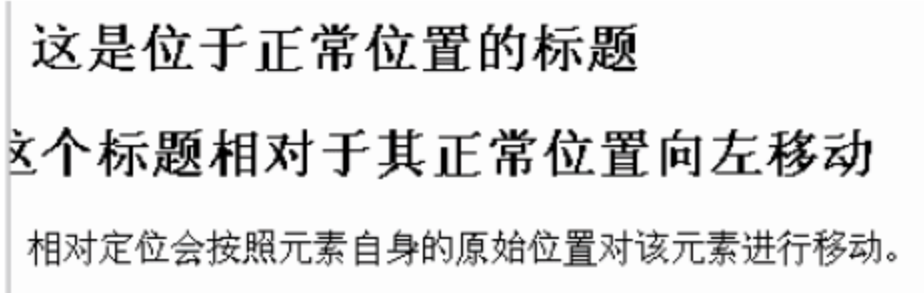 这是位于正常位置的标题
这个标题相对于其正常位置向左移动
相对定位会按照元素自身的原始位置对该元素进行移动。